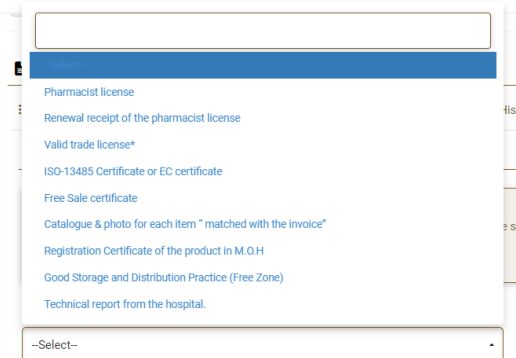 --Select--
Pharmacist license
Renewal receipt of the pharmacist license
Valid trade license*
ISO-13485 Certificate or EC certificate
Free Sale certificate
Catalogue & photo for each item " matched with the invoice"
Registration Certificate of the product in M.O.H
Good Storage and Distribution Practice (Free Zone)
Technical report from the hospital.
--Select--